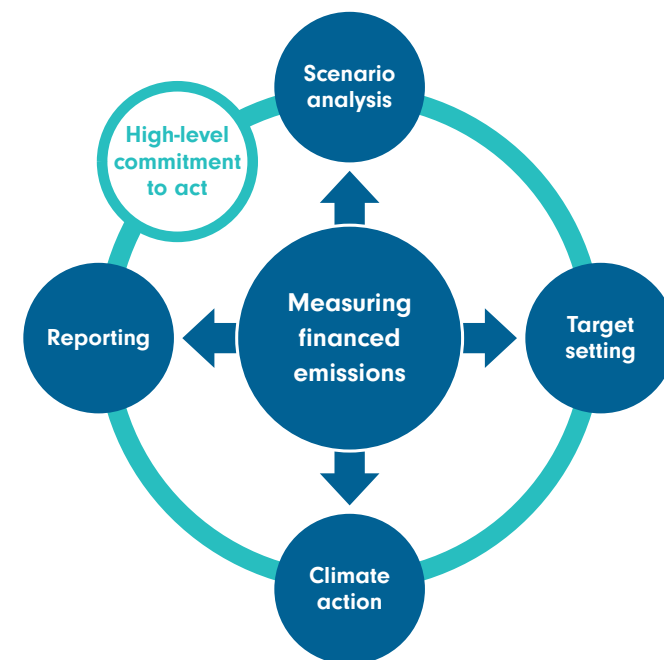 Scenario
analysis
High-level
commitment
to act
Measuring
financed
emissions
Reporting
Target
setting
Climate
action